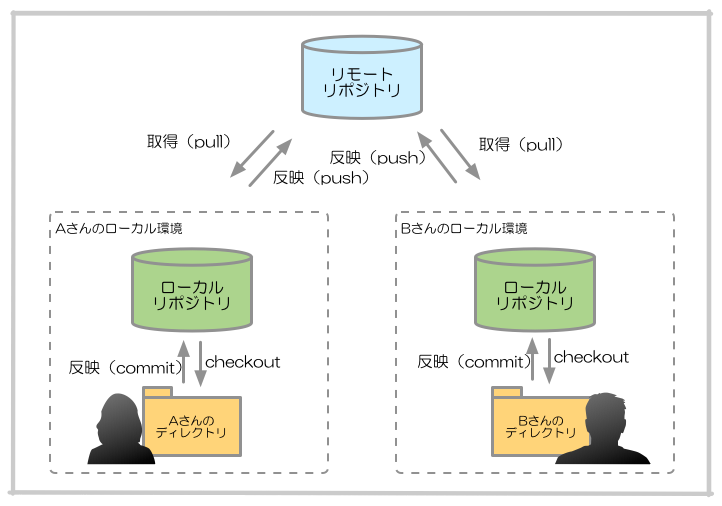 リモート
リポジトリ
取得（pull）
反映（push）
反映（push）
取得（pull）
Aさんのローカル環境
ローカル
リポジトリ
反映（commit）
checkout
Aさんの
ディレクトリ
Bさんのローカル環境
ローカル
リポジトリ
反映（commit）
checkout
Bさんの
ディレクトリ